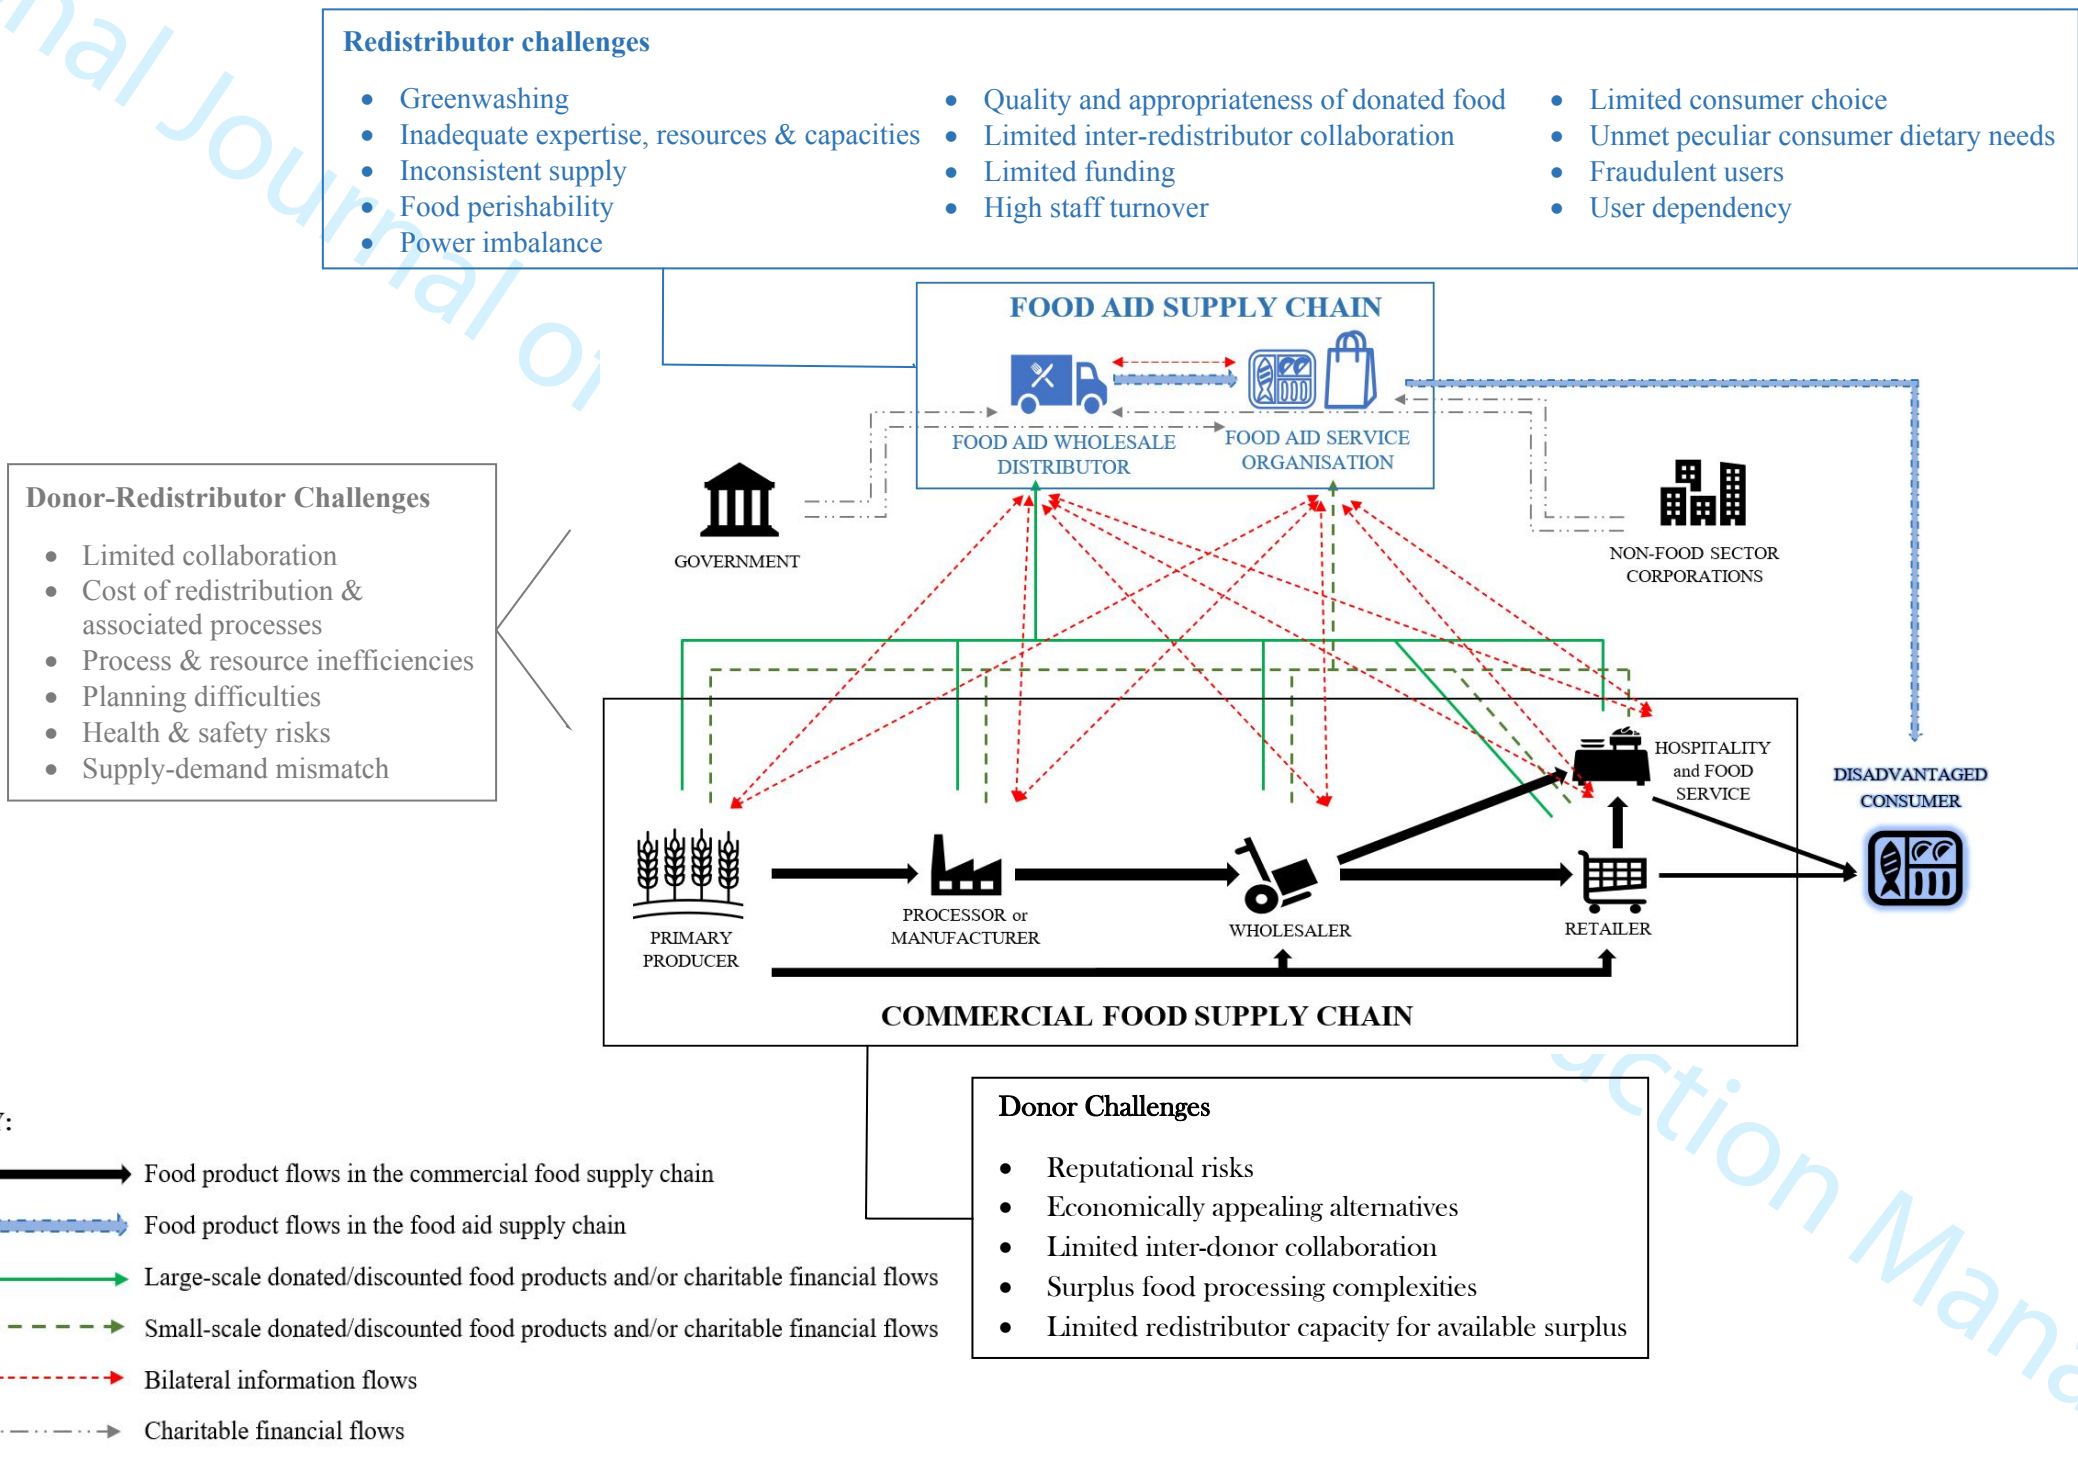 nal Journal of
Redistributor challenges
• Greenwashing
• Inadequate expertise, resources & capacities
• Inconsistent supply
• Food perishability
• Power imbalance
• Quality and appropriateness of donated food
• Limited inter-redistributor collaboration
• Limited funding
• High staff turnover
• Limited consumer choice
• Unmet peculiar consumer dietary needs
• Fraudulent users
• User dependency
FOOD AID SUPPLY CHAIN
FOOD AID WHOLESALE
DISTRIBUTOR
FOOD AID SERVICE
ORGANISATION
Donor-Redistributor Challenges
• Limited collaboration
• Cost of redistribution &
associated processes
• Process & resource inefficiencies
• Planning difficulties
• Health & safety risks
• Supply-demand mismatch
GOVERNMENT
NON-FOOD SECTOR
CORPORATIONS
HOSPITALITY
and FOOD
SERVICE
DISADVANTAGED
CONSUMER
PRIMARY
PRODUCER
PROCESSOR or
MANUFACTURER
WHOLESALER
RETAILER
COMMERCIAL FOOD SUPPLY CHAIN
Donor Challenges
• Reputational risks
• Economically appealing alternatives
• Limited inter-donor collaboration
• Surplus food processing complexities
• Limited redistributor capacity for available surplus
Y:
Food product flows in the commercial food supply chain
Food product flows in the food aid supply chain
Large-scale donated/discounted food products and/or charitable financial flows
Small-scale donated/discounted food products and/or charitable financial flows
Bilateral information flows
Charitable financial flows
uction Mana